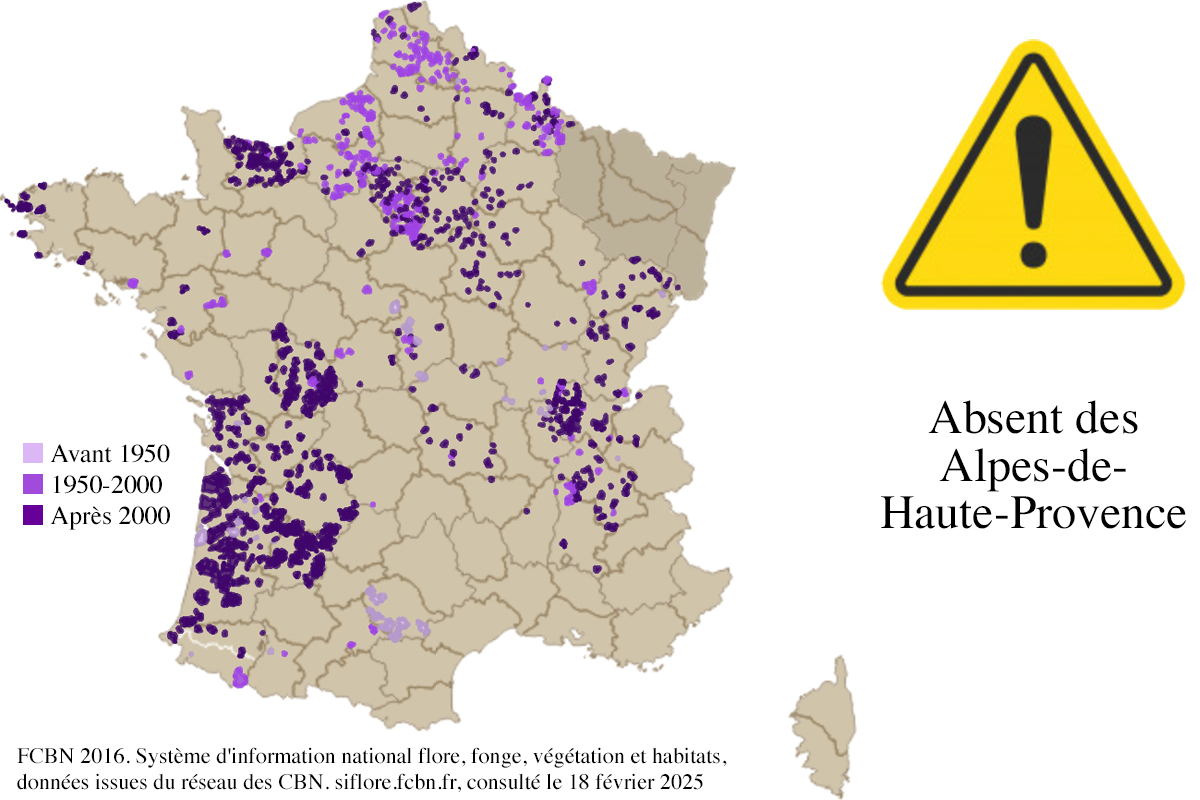 Avant 1950
1950-2000
Après 2000
Absent des
Alpes-de-
Haute-Provence
FCBN 2016. Système d'information national flore, fonge, végétation et habitats,
données issues du réseau des CBN. siflore.fcbn.fr, consulté le 18 février 2025